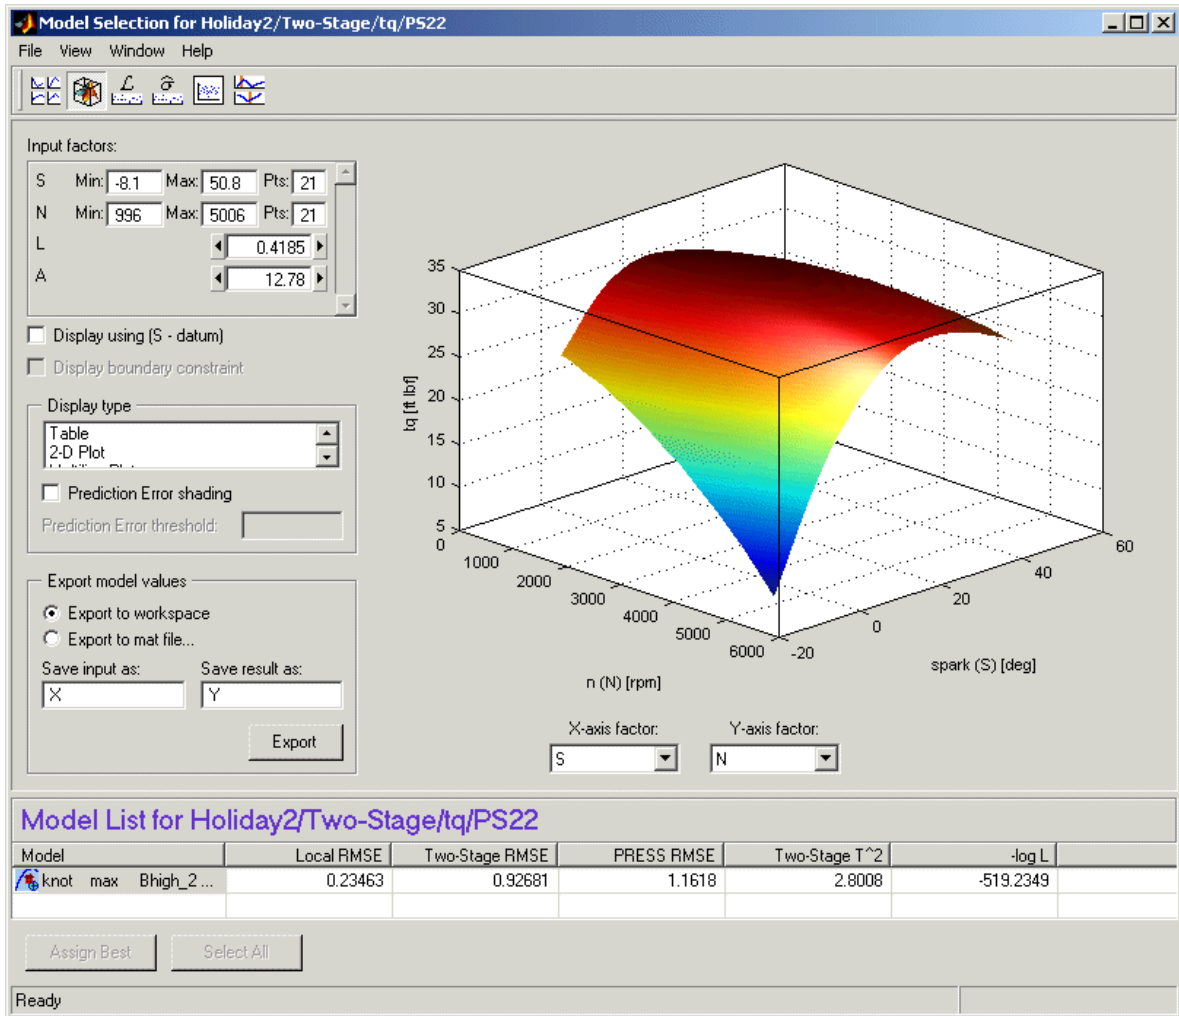 Model Selection for Holiday2/Two-Stage/tq/PS22
File View Window Help
Input factors:
S Min: -8.1 Max: 50.8 Pts: 21
N Min: 996 Max: 5006 Pts: 21
L 0.4185
A 12.78
Display using (S - datum)
Display boundary constraint
Display type
Table
2-D Plot
Prediction Error shading
Prediction Error threshold:
Export model values
Export to workspace
Export to mat file...
Save input as: Save result as:
X Y
Export
35
30
25
20
15
10
5
tq [ft lbf]
0
1000
2000
3000
4000
5000
6000
n (N) [rpm]
-20
0
20
40
60
spark (S) [deg]
X-axis factor: Y-axis factor:
S N
Model List for Holiday2/Two-Stage/tq/PS22
Model Local RMSE Two-Stage RMSE PRESS RMSE Two-Stage T^2 -log L
knot max Bhigh_2 ... 0.23463 0.92681 1.1618 2.8008 -519.2349
Assign Best Select All
Ready